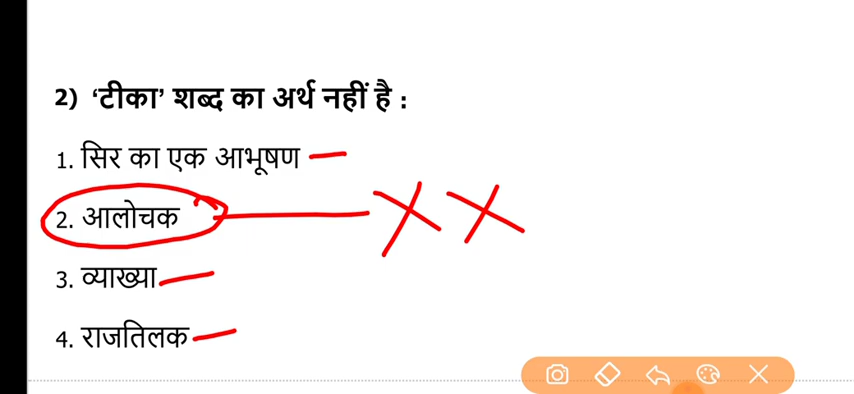 2) ‘टीका’ शब्द का अर्थ नहीं है :
1. सिर का एक आभूषण
2. आलोचक
3. व्याख्या
4. राजतिलक